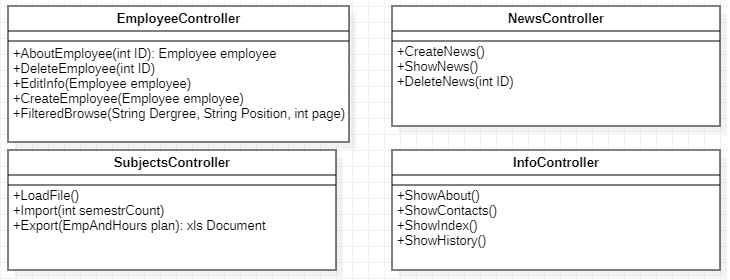 EmployeeController
+AboutEmployee(int ID): Employee employee
+DeleteEmployee(int ID)
+EditInfo(Employee employee)
+CreateEmployee(Employee employee)
+FilteredBrowse(String Dergree, String Position, int page)
NewsController
+CreateNews()
+ShowNews()
+DeleteNews(int ID)
SubjectsController
+LoadFile()
+Import(int semestrCount)
+Export(EmpAndHours plan): xls Document
InfoController
+ShowAbout()
+ShowContacts()
+ShowIndex()
+ShowHistory()